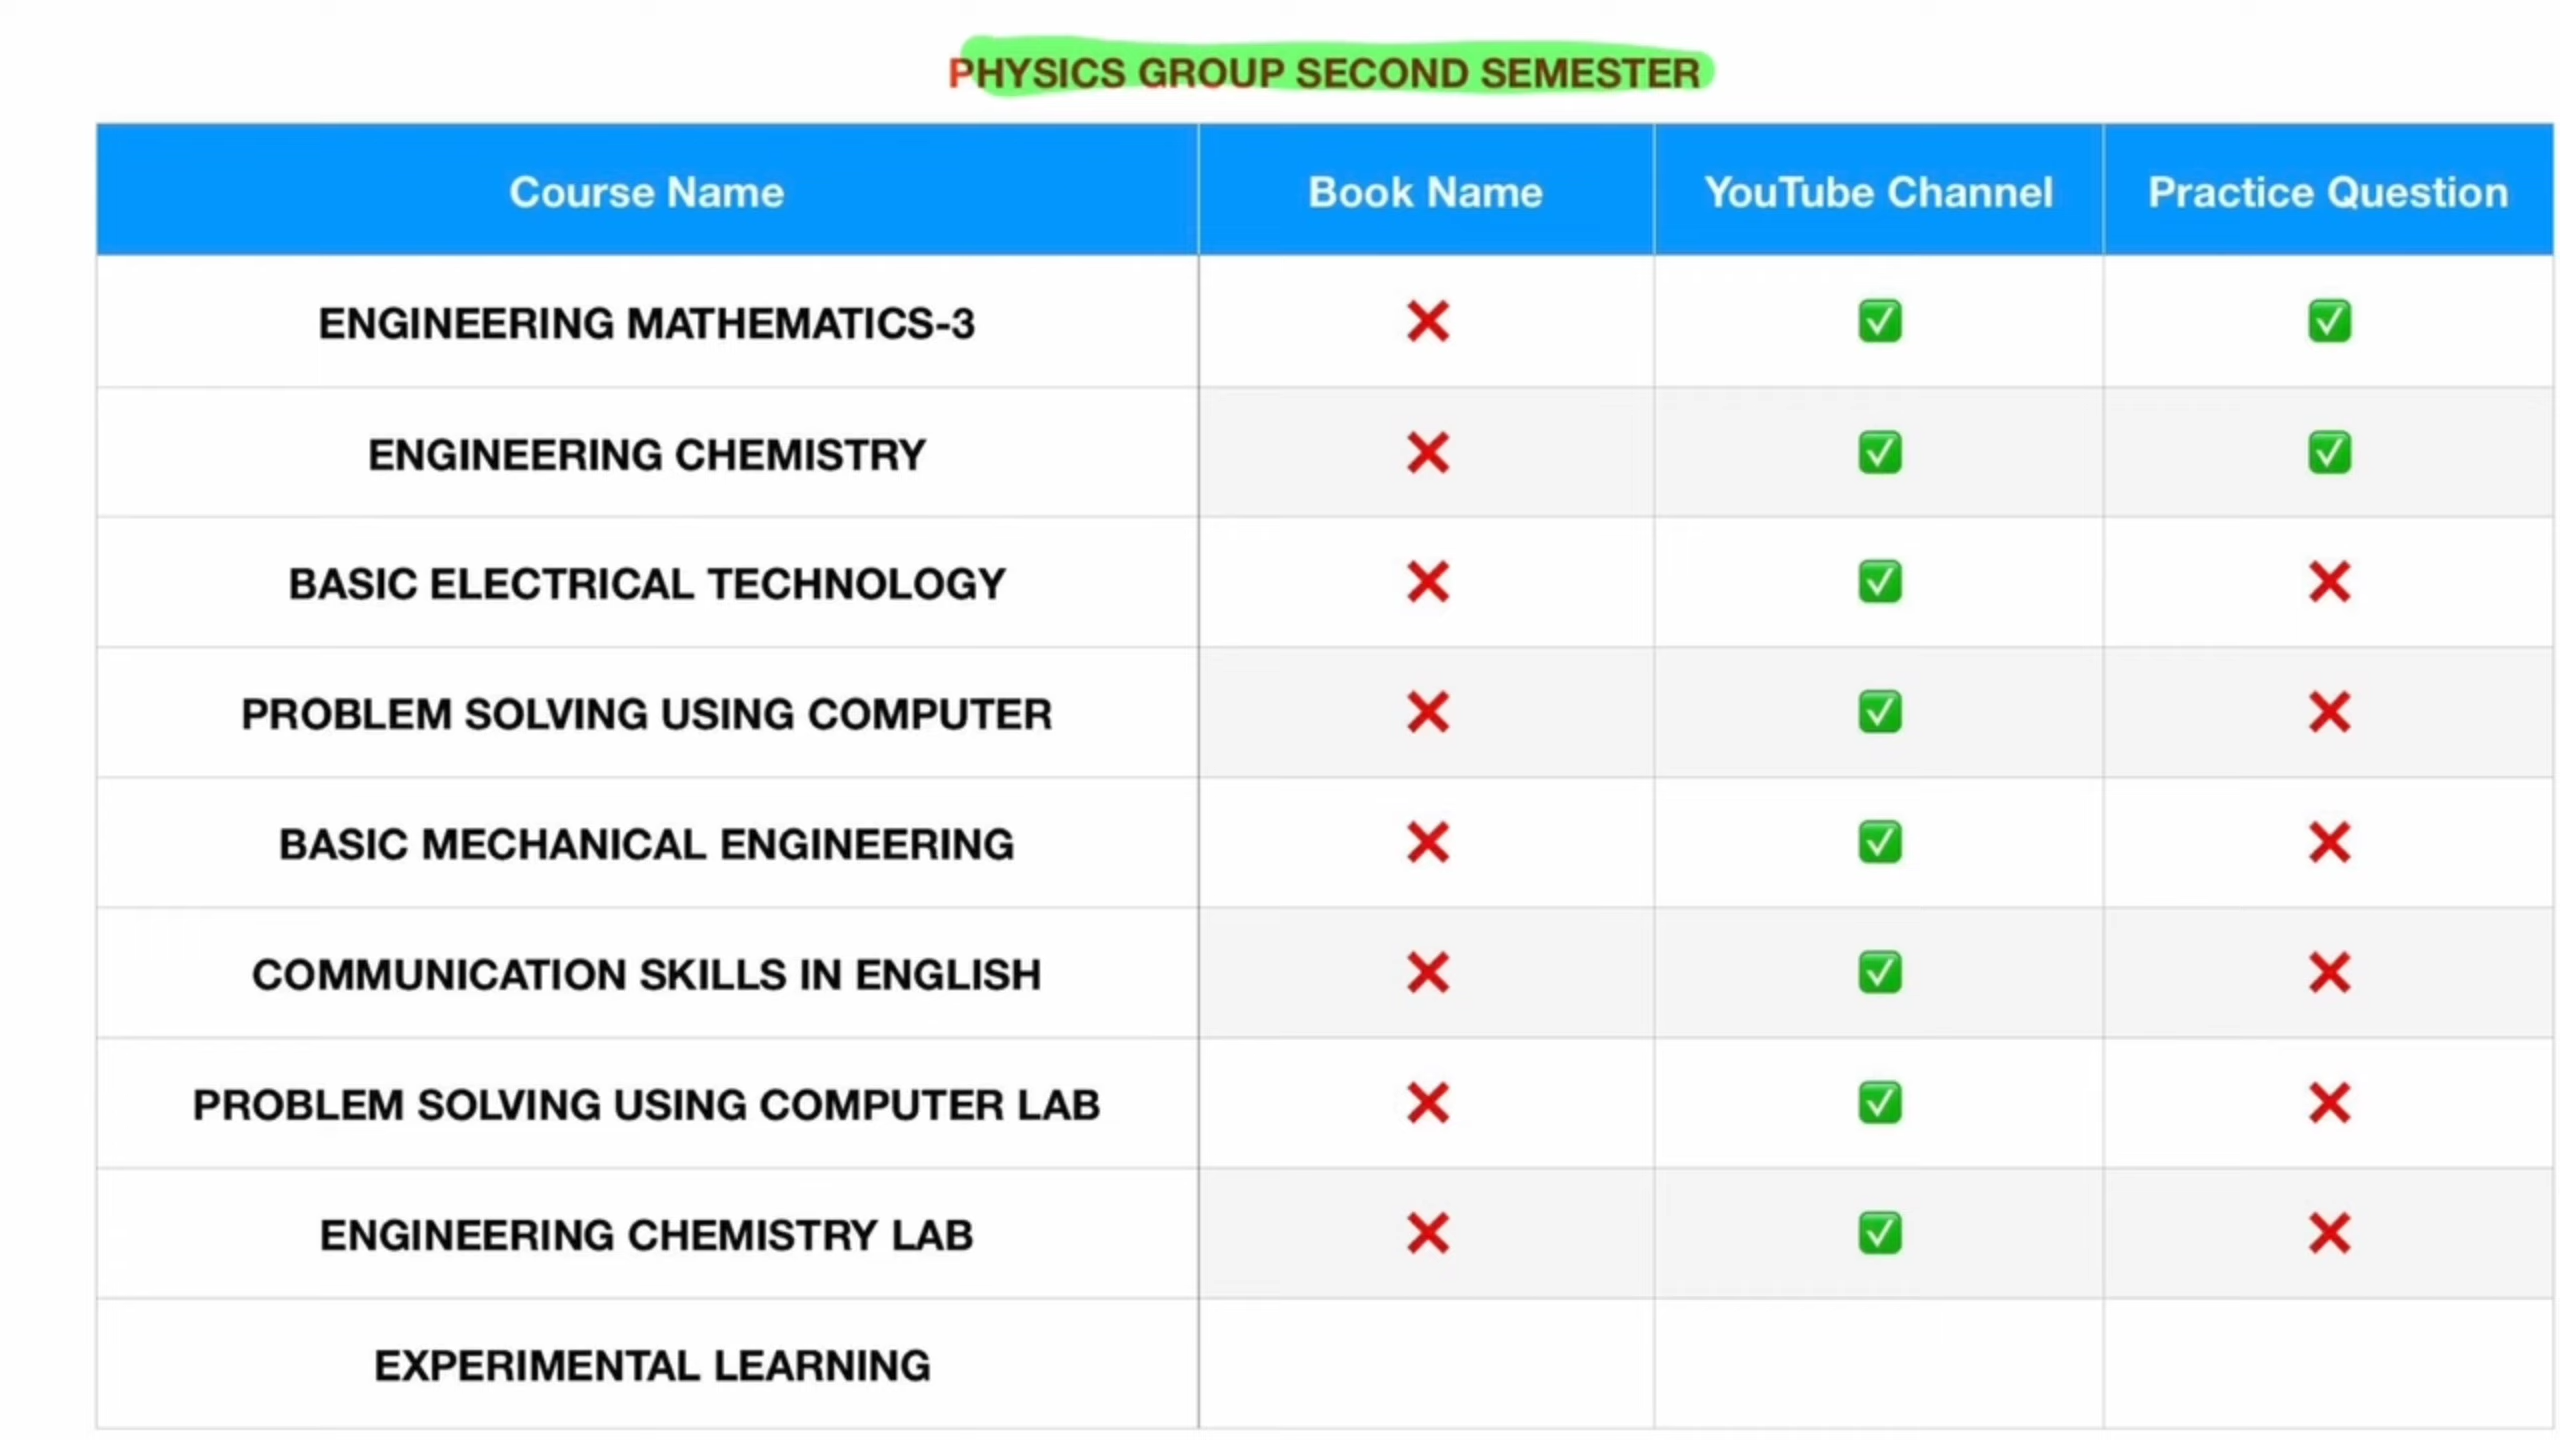 PHYSICS GROUP SECOND SEMESTER
Course Name Book Name YouTube Channel Practice Question
ENGINEERING MATHEMATICS-3 ❌ ✅ ✅
ENGINEERING CHEMISTRY ❌ ✅ ✅
BASIC ELECTRICAL TECHNOLOGY ❌ ✅ ❌
PROBLEM SOLVING USING COMPUTER ❌ ✅ ❌
BASIC MECHANICAL ENGINEERING ❌ ✅ ❌
COMMUNICATION SKILLS IN ENGLISH ❌ ✅ ❌
PROBLEM SOLVING USING COMPUTER LAB ❌ ✅ ❌
ENGINEERING CHEMISTRY LAB ❌ ✅ ❌
EXPERIMENTAL LEARNING